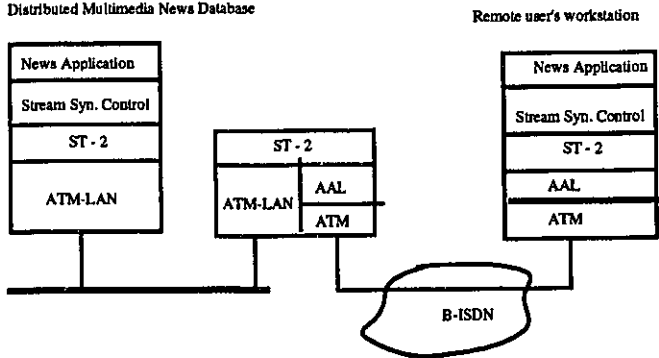 Distributed Multimedia News Database
Remote user's workstation
News Application
Stream Syn. Control
ST - 2
ATM-LAN
ST - 2
ATM-LAN
AAL
ATM
News Application
Stream Syn. Control
ST - 2
AAL
ATM
B-ISDN